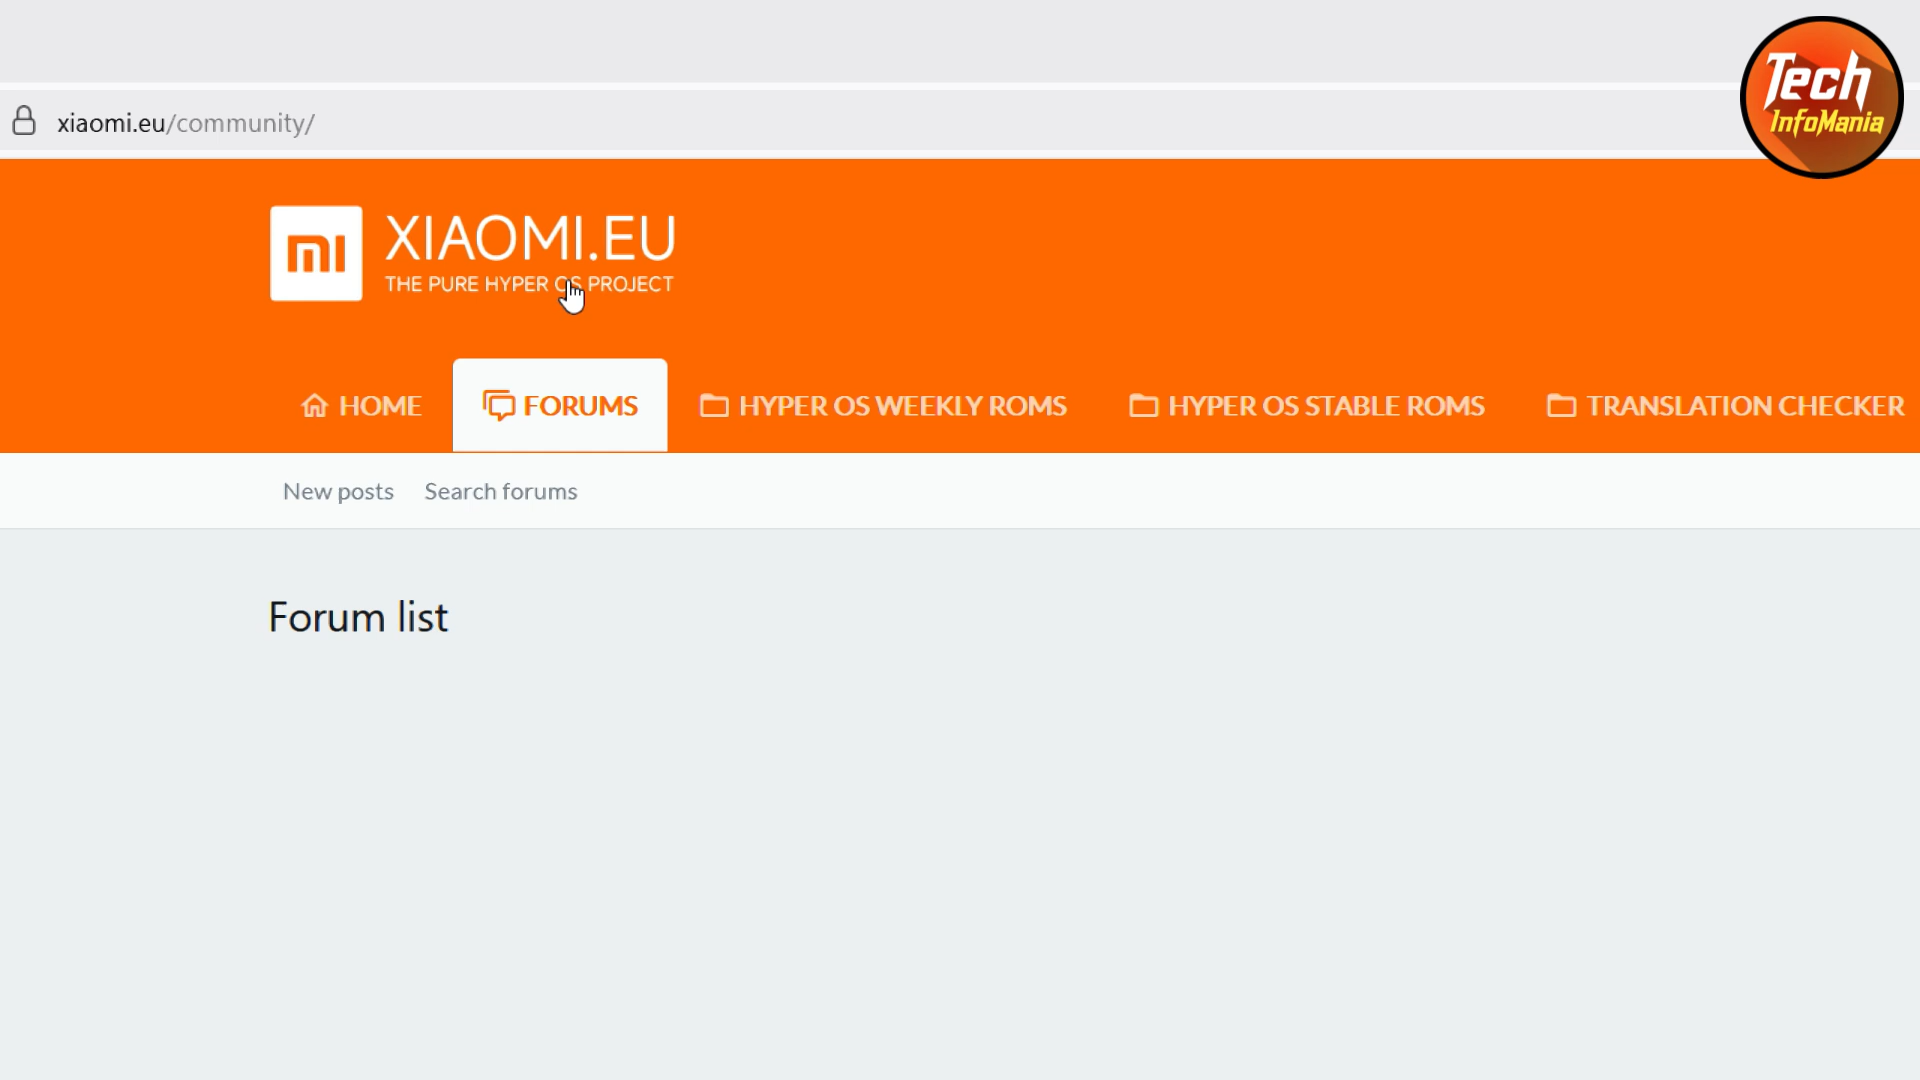 Tech
InfoMania
xiaomi.eu/community/
mi
XIAOMI.EU
THE PURE HYPER OS PROJECT
HOME
FORUMS
HYPER OS WEEKLY ROMS
HYPER OS STABLE ROMS
TRANSLATION CHECKER
New posts
Search forums
Forum list